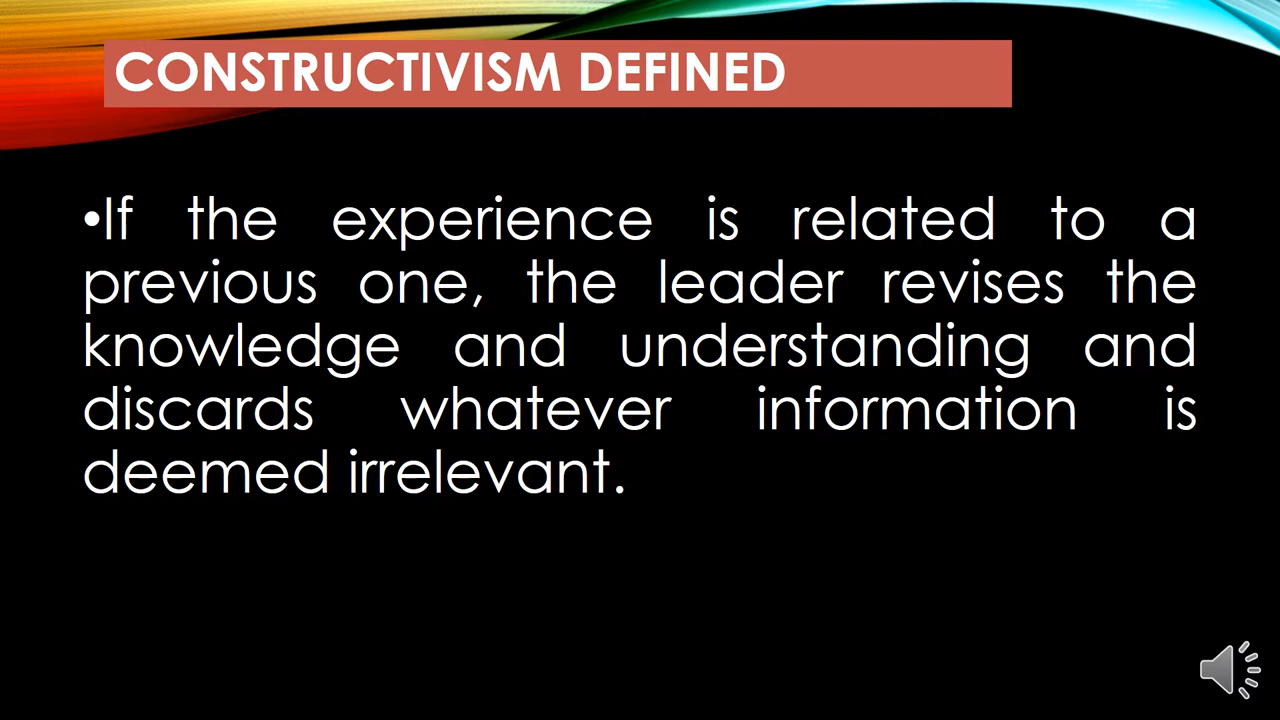 CONSTRUCTIVISM DEFINED
•If the experience is related to a
previous one, the leader revises the
knowledge and understanding and
discards whatever information is
deemed irrelevant.